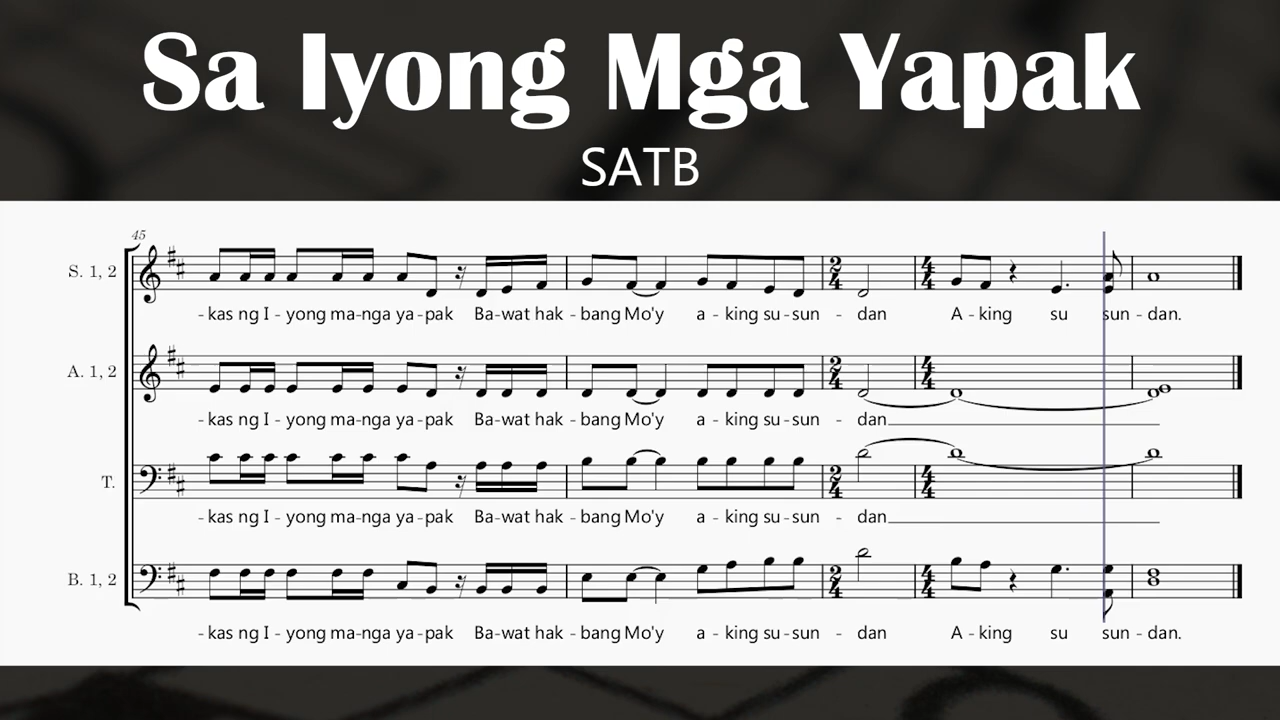 Sa Iyong Mga Yapak
SATB
45
S. 1, 2
-kas ng I - yong ma-nga ya-pak Ba-wat hak -bang Mo'y a - king su-sun - dan A - king su sun - dan.
A. 1, 2
-kas ng I - yong ma-nga ya-pak Ba-wat hak -bang Mo'y a - king su-sun - dan
T.
-kas ng I - yong ma-nga ya-pak Ba-wat hak -bang Mo'y a - king su-sun - dan
B. 1, 2
-kas ng I - yong ma-nga ya-pak Ba-wat hak -bang Mo'y a - king su-sun - dan A - king su sun - dan.